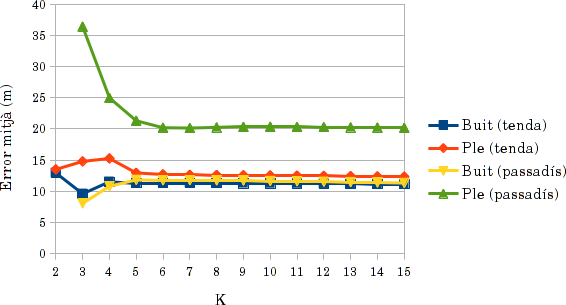 40
35
30
25
20
15
10
5
0
Error mitjà (m)
2 3 4 5 6 7 8 9 10 11 12 13 14 15
K
Buit (tenda)
Ple (tenda)
Buit (passadís)
Ple (passadís)